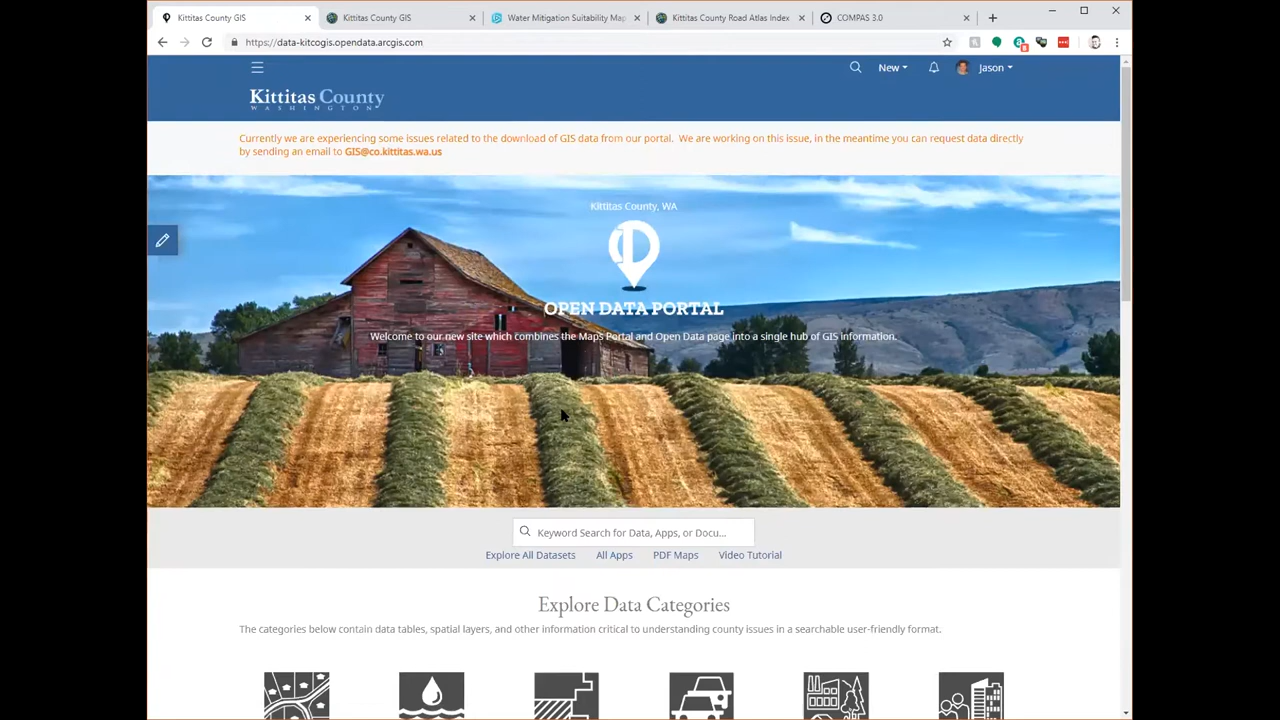 Kittitas County GIS
Kittitas County GIS
Water Mitigation Suitability Map
Kittitas County Road Atlas Index
COMPAS 3.0
https://data-kitcogis.opendata.arcgis.com
8
New
Jason
Kittitas County
WASHINGTON
Currently we are experiencing some issues related to the download of GIS data from our portal. We are working on this issue, in the meantime you can request data directly
by sending an email to GIS@co.kittitas.wa.us
Kittitas County, WA
OPEN DATA PORTAL
Welcome to our new site which combines the Maps Portal and Open Data page into a single hub of GIS information.
Keyword Search for Data, Apps, or Docu...
Explore All Datasets All Apps PDF Maps Video Tutorial
Explore Data Categories
The categories below contain data tables, spatial layers, and other information critical to understanding county issues in a searchable user-friendly format.